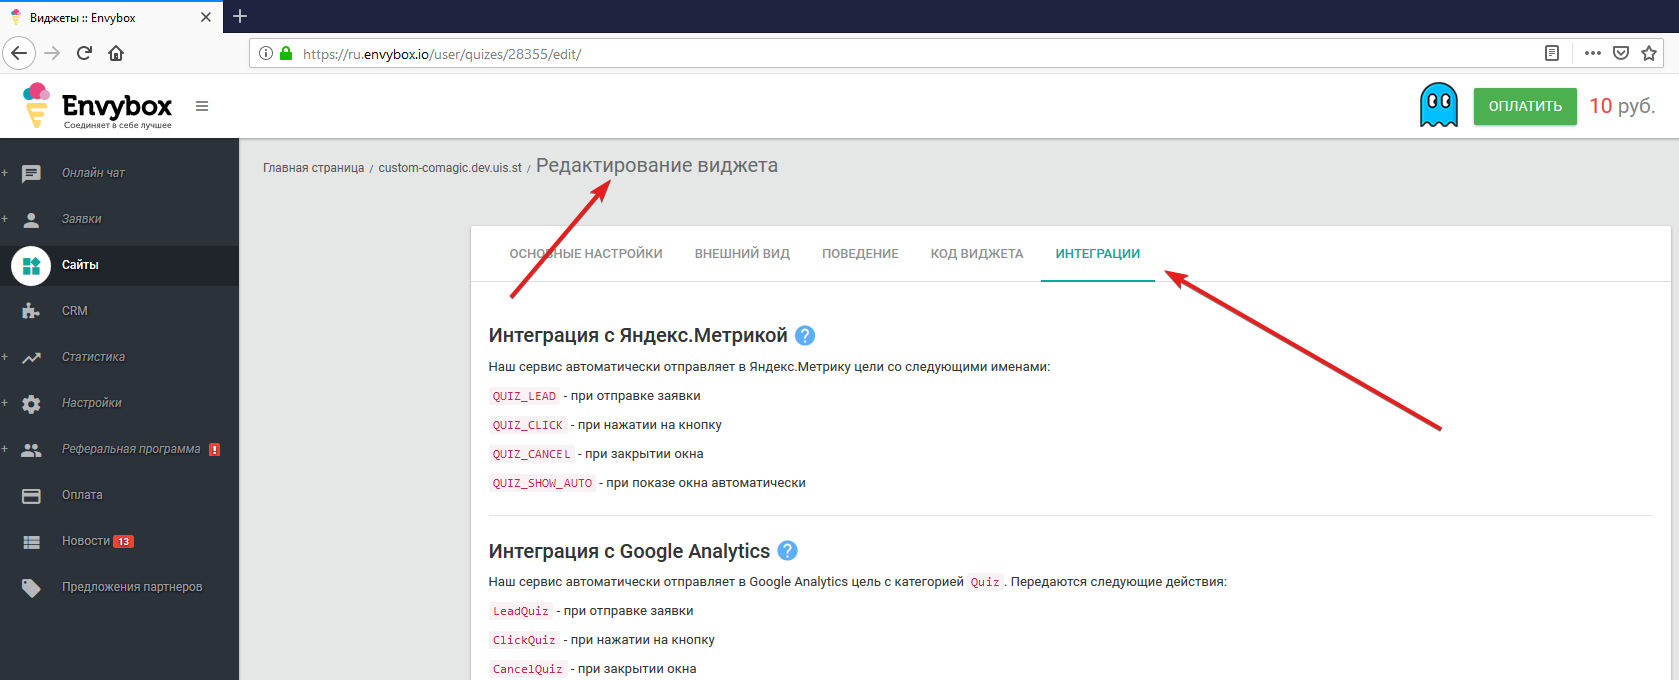 Виджеты :: Envybox
https://ru.envybox.io/user/quizes/28355/edit/
Envybox
Соединяет в себе лучшее
ОПЛАТИТЬ
10 руб.
+ Онлайн чат
+ Заявки
Сайты
CRM
+ Статистика
+ Настройки
+ Реферальная программа !
Оплата
Новости 13
Предложения партнеров
Главная страница / custom-comagic.dev.uis.st / Редактирование виджета
ОСНОВНЫЕ НАСТРОЙКИ ВНЕШНИЙ ВИД ПОВЕДЕНИЕ КОД ВИДЖЕТА ИНТЕГРАЦИИ
Интеграция с Яндекс.Метрикой ?
Наш сервис автоматически отправляет в Яндекс.Метрику цели со следующими именами:
QUIZ_LEAD - при отправке заявки
QUIZ_CLICK - при нажатии на кнопку
QUIZ_CANCEL - при закрытии окна
QUIZ_SHOW_AUTO - при показе окна автоматически
Интеграция с Google Analytics ?
Наш сервис автоматически отправляет в Google Analytics цель с категорией Quiz. Передаются следующие действия:
LeadQuiz - при отправке заявки
ClickQuiz - при нажатии на кнопку
CancelQuiz - при закрытии окна